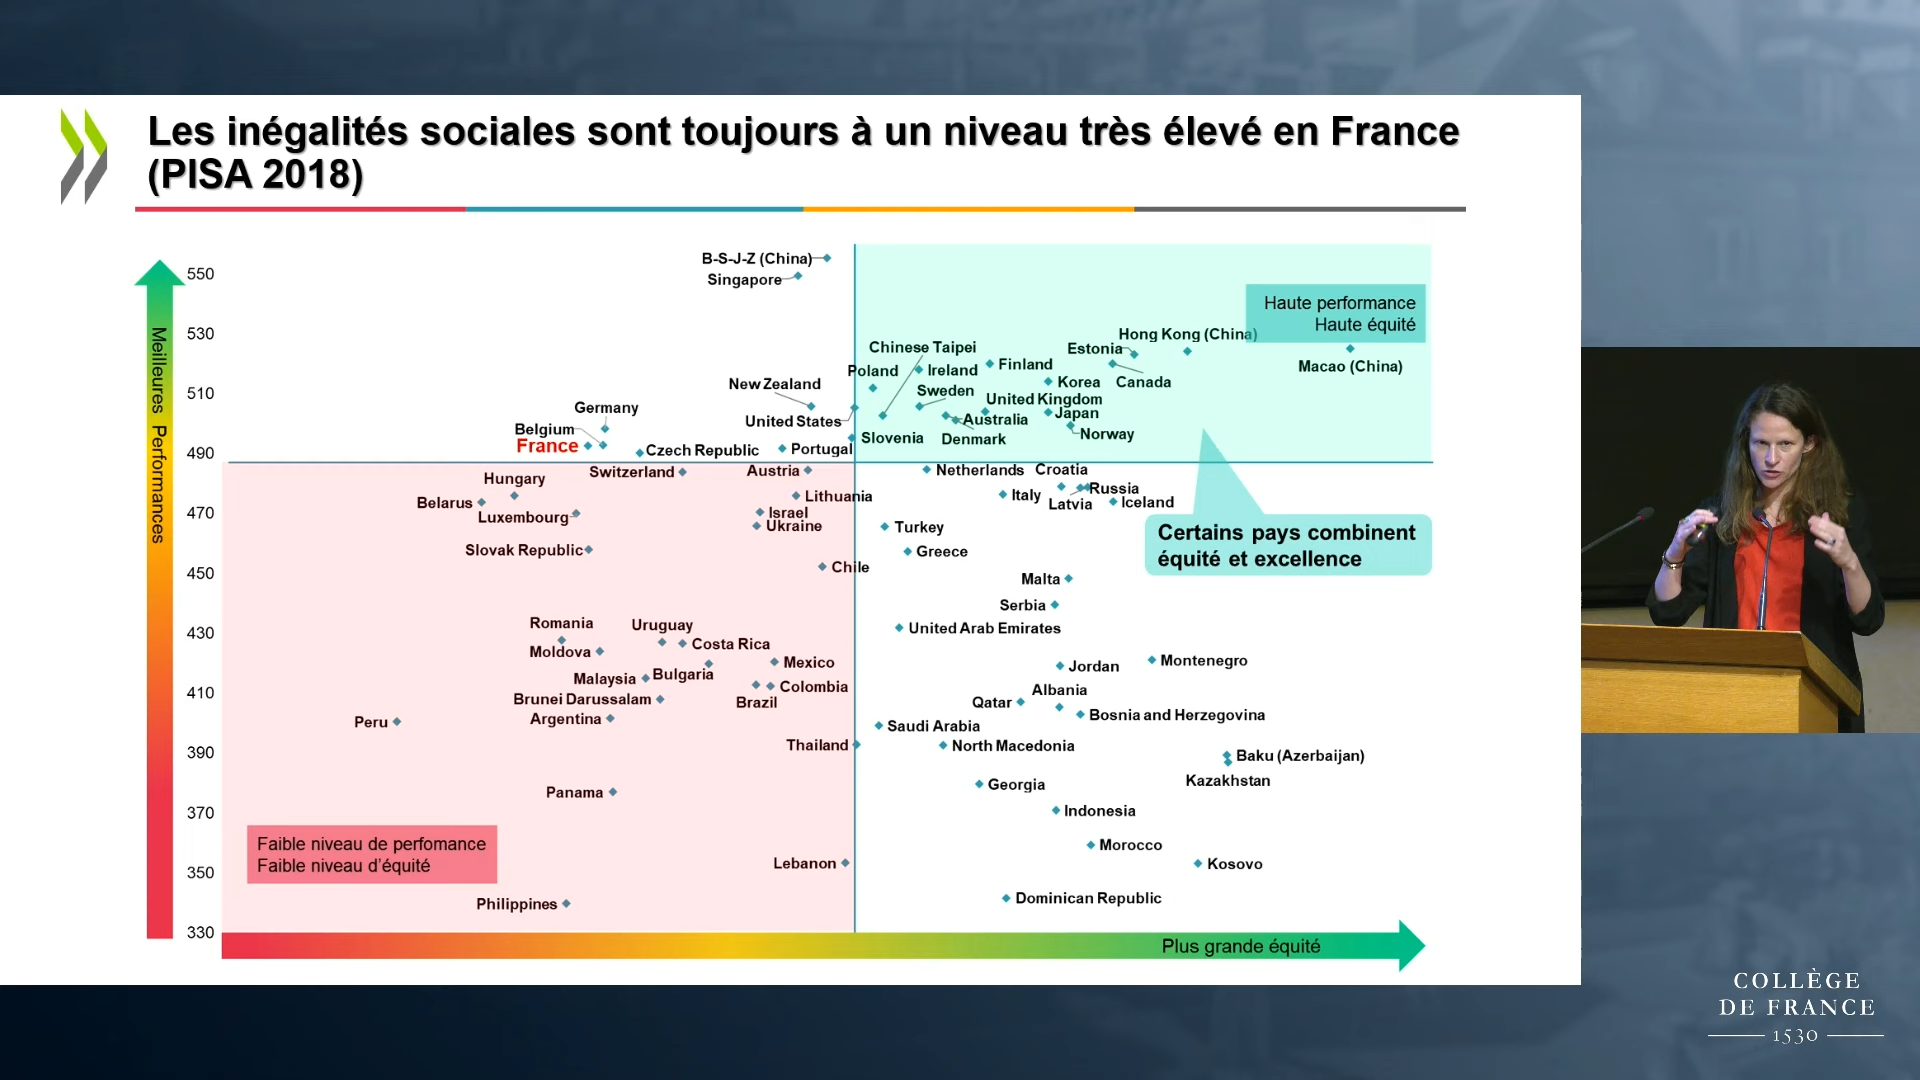 Les inégalités sociales sont toujours à un niveau très élevé en France
(PISA 2018)
Meilleures Performances
550
530
510
490
470
450
430
410
390
370
350
330
B-S-J-Z (China)
Singapore
Haute performance
Haute équité
Hong Kong (China)
Chinese Taipei
Estonia
Macao (China)
Poland
Ireland
Finland
Korea
Canada
New Zealand
Sweden
United Kingdom
Germany
United States
Australia
Japan
Belgium
Slovenia
Denmark
Norway
France
Czech Republic
Portugal
Switzerland
Austria
Netherlands
Croatia
Hungary
Lithuania
Italy
Russia
Belarus
Latvia
Iceland
Luxembourg
Israel
Ukraine
Turkey
Certains pays combinent
équité et excellence
Slovak Republic
Greece
Chile
Malta
Serbia
Romania
Uruguay
United Arab Emirates
Moldova
Costa Rica
Mexico
Jordan
Montenegro
Malaysia
Bulgaria
Colombia
Albania
Brunei Darussalam
Brazil
Qatar
Bosnia and Herzegovina
Peru
Argentina
Saudi Arabia
Thailand
North Macedonia
Baku (Azerbaijan)
Kazakhstan
Panama
Georgia
Indonesia
Faible niveau de perfomance
Faible niveau d'équité
Morocco
Lebanon
Kosovo
Philippines
Dominican Republic
Plus grande équité
COLLÈGE
DE FRANCE
1530